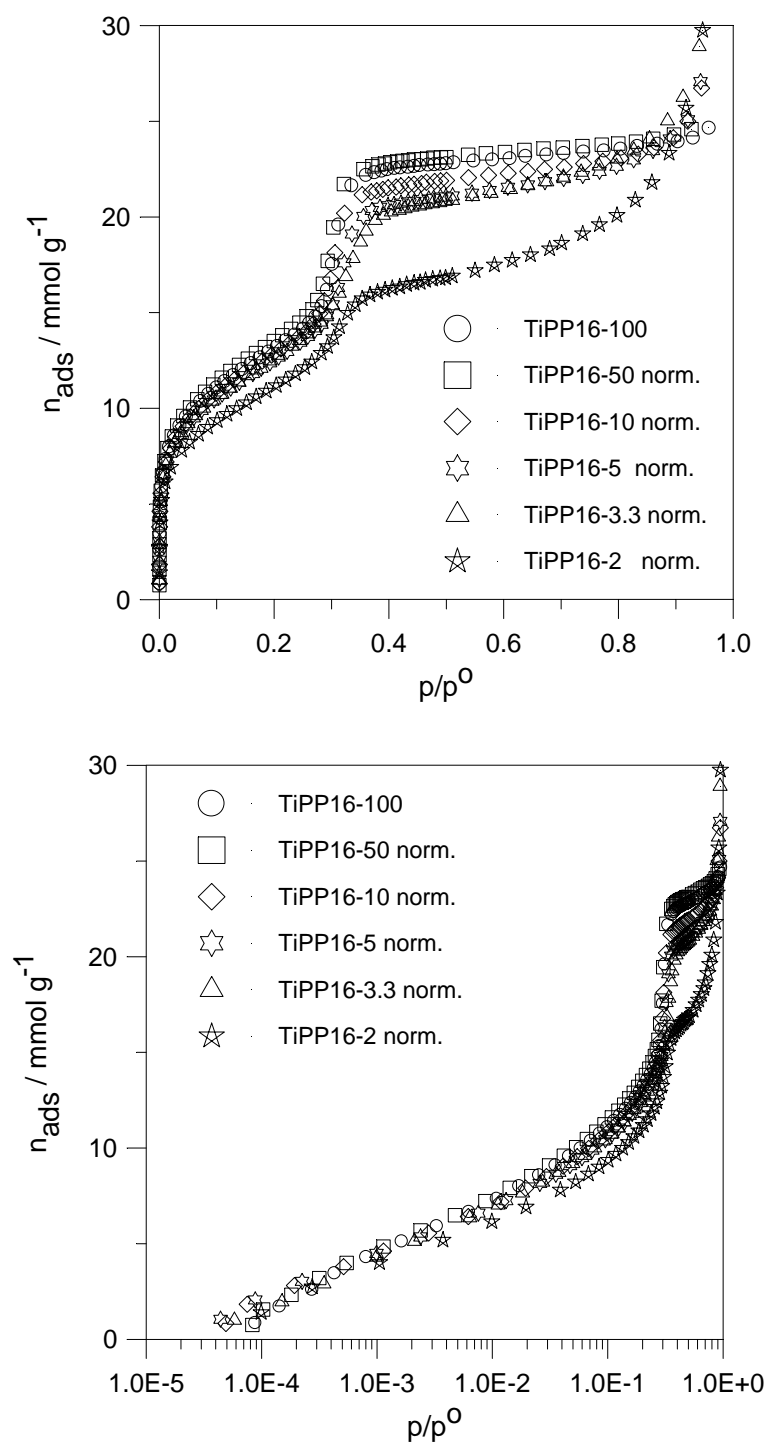 30
20
10
0
n_ads / mmol g^-1
TiPP16-100
TiPP16-50 norm.
TiPP16-10 norm.
TiPP16-5 norm.
TiPP16-3.3 norm.
TiPP16-2 norm.
0.0 0.2 0.4 0.6 0.8 1.0
p/p^o
30
20
10
0
n_ads / mmol g^-1
TiPP16-100
TiPP16-50 norm.
TiPP16-10 norm.
TiPP16-5 norm.
TiPP16-3.3 norm.
TiPP16-2 norm.
1.0E-5 1.0E-4 1.0E-3 1.0E-2 1.0E-1 1.0E+0
p/p^o